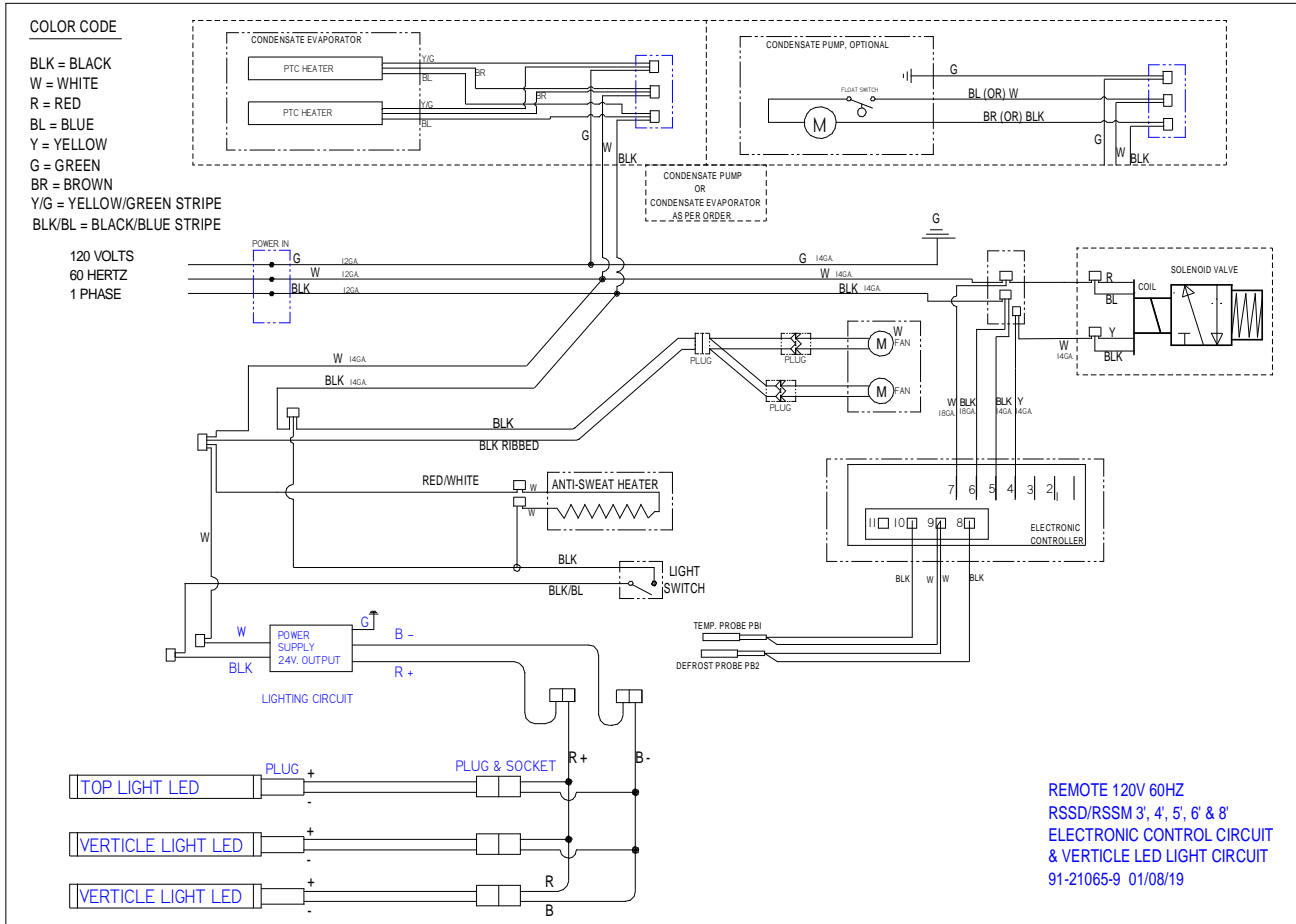 COLOR CODE
BLK = BLACK
W = WHITE
R = RED
BL = BLUE
Y = YELLOW
G = GREEN
BR = BROWN
Y/G = YELLOW/GREEN STRIPE
BLK/BL = BLACK/BLUE STRIPE
120 VOLTS
60 HERTZ
1 PHASE
CONDENSATE EVAPORATOR
PTC HEATER
Y/G
BR
BL
PTC HEATER
Y/G
BR
BL
G
W
BLK
CONDENSATE PUMP, OPTIONAL
G
FLOAT SWITCH
BL (OR) W
M
BR (OR) BLK
G
W
BLK
CONDENSATE PUMP
OR
CONDENSATE EVAPORATOR
AS PER ORDER
POWER IN
G 12GA.
W 12GA.
BLK 12GA.
G 14GA.
W 14GA.
BLK 14GA.
G
SOLENOID VALVE
R
COIL
BL
Y
BLK
W
14GA.
W 14GA.
BLK 14GA.
PLUG
PLUG
PLUG
M
W
FAN
M
FAN
BLK
BLK RIBBED
W
18GA.
BLK
18GA.
BLK
14GA.
Y
14GA.
RED/WHITE
W
W
ANTI-SWEAT HEATER
7 6 5 4 3 2 1
11 10 9 8
ELECTRONIC
CONTROLLER
BLK W W BLK
W
BLK
BLK/BL
LIGHT
SWITCH
TEMP. PROBE PB1
DEFROST PROBE PB2
W
BLK
POWER
SUPPLY
24V. OUTPUT
G
B -
R +
LIGHTING CIRCUIT
R +
B -
PLUG
PLUG & SOCKET
TOP LIGHT LED
+
-
VERTICLE LIGHT LED
+
-
VERTICLE LIGHT LED
+
-
R
B
REMOTE 120V 60HZ
RSSD/RSSM 3', 4', 5', 6' & 8'
ELECTRONIC CONTROL CIRCUIT
& VERTICLE LED LIGHT CIRCUIT
91-21065-9 01/08/19